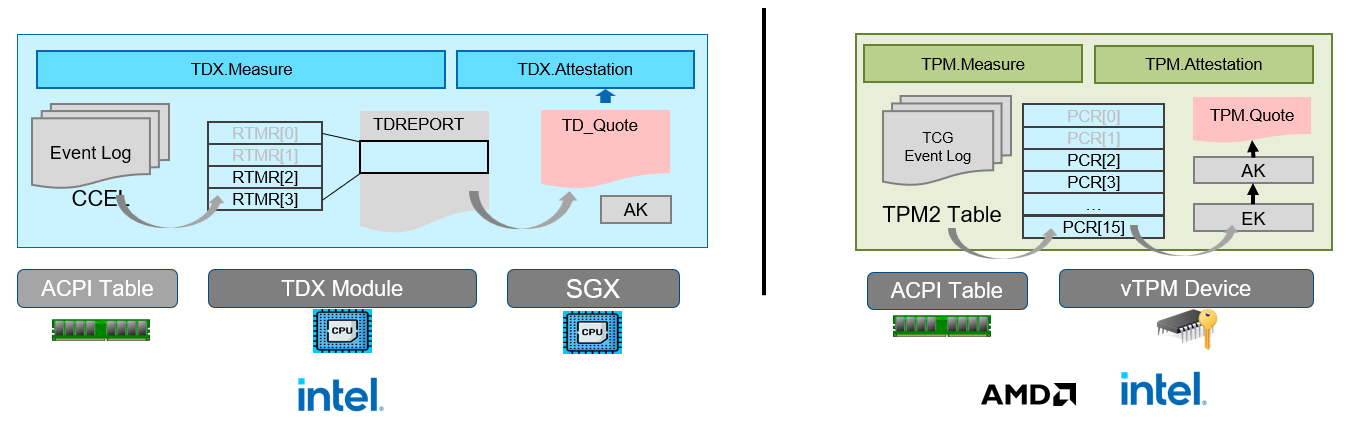 TDX.Measure
TDX.Attestation
Event Log
CCEL
RTMR[0]
RTMR[1]
RTMR[2]
RTMR[3]
TDREPORT
TD_Quote
AK
ACPI Table
TDX Module
SGX
CPU
CPU
intel.
TPM.Measure
TPM.Attestation
TCG
Event Log
TPM2 Table
PCR[0]
PCR[1]
PCR[2]
PCR[3]
...
PCR[15]
TPM.Quote
AK
EK
ACPI Table
vTPM Device
AMD
intel.